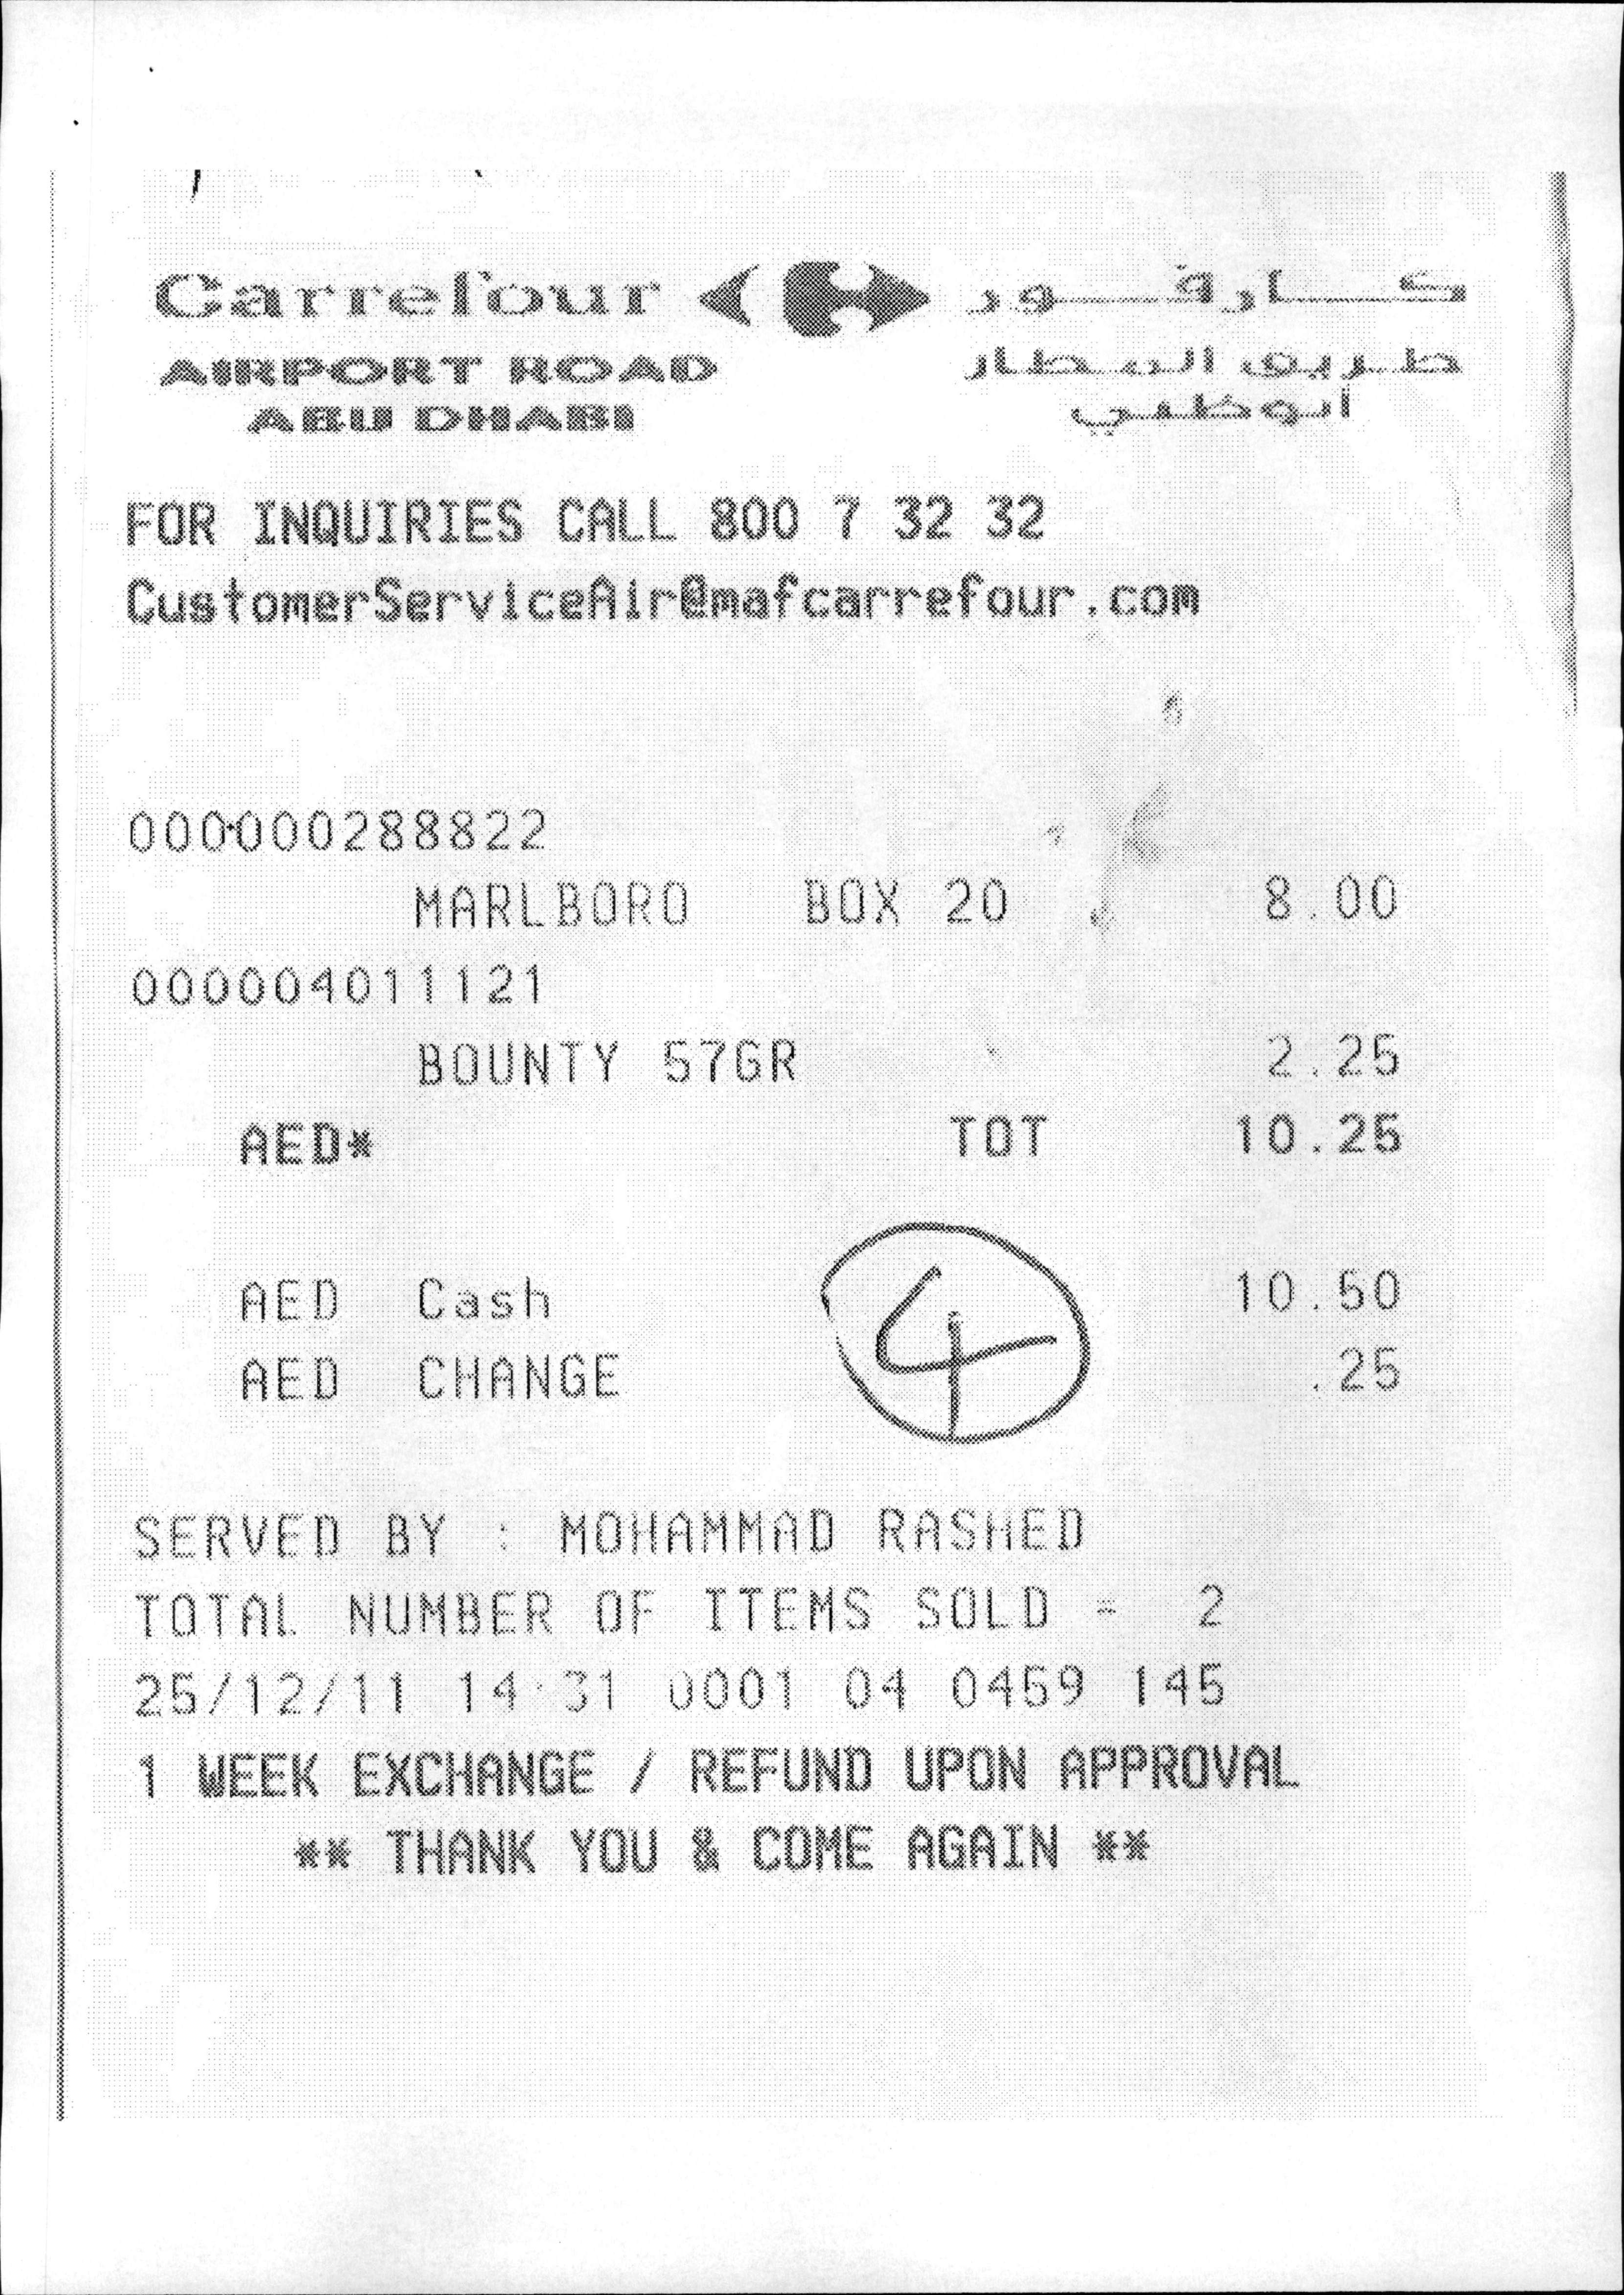 Carrefour كارفور
AIRPORT ROAD طريق المطار
ABU DHABI أبوظبي
FOR INQUIRIES CALL 800 7 32 32
CustomerServiceAir@mafcarrefour.com
000000288822
MARLBORO BOX 20 8.00
000004011121
BOUNTY 57GR 2.25
AED* TOT 10.25
AED Cash 10.50
4
AED CHANGE .25
SERVED BY : MOHAMMAD RASHED
TOTAL NUMBER OF ITEMS SOLD = 2
25/12/11 14:31 0001 04 0459 145
1 WEEK EXCHANGE / REFUND UPON APPROVAL
** THANK YOU & COME AGAIN **